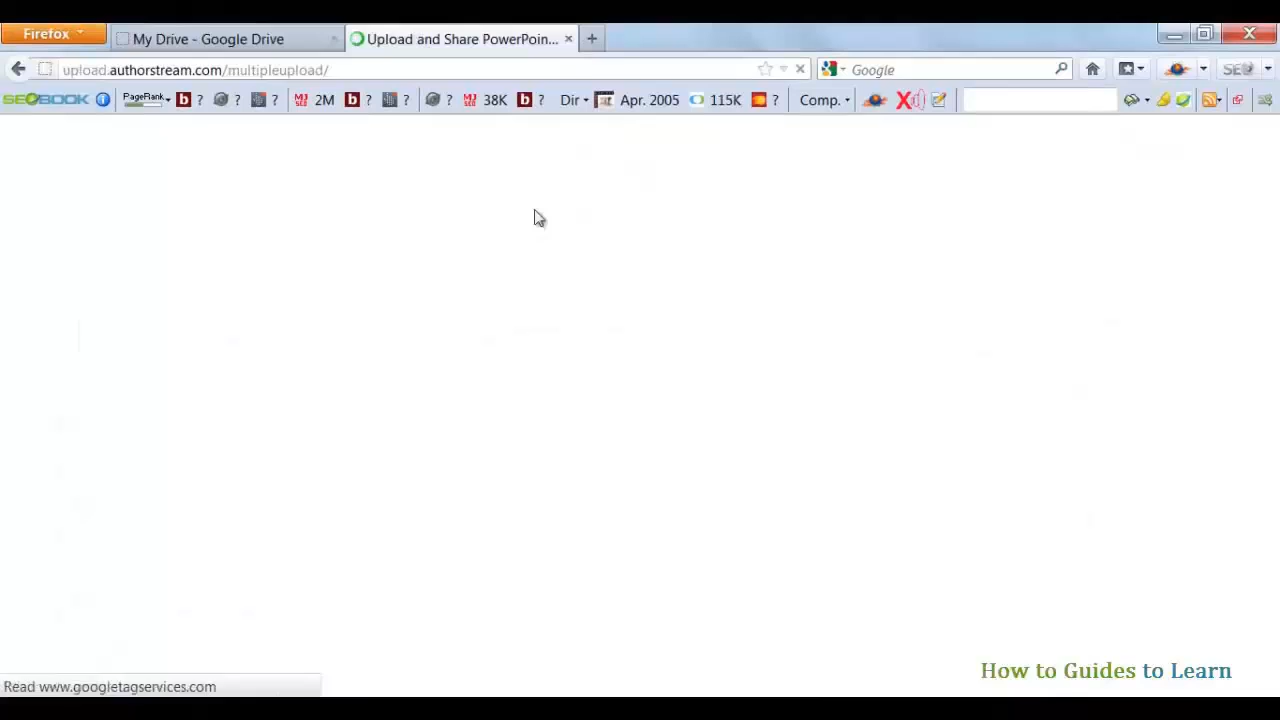 Firefox
My Drive - Google Drive
Upload and Share PowerPoin...
upload.authorstream.com/multipleupload/
Google
SEOBOOK
PageRank
b ?
?
?
2M
b ?
?
?
38K
b ?
Dir
Apr. 2005
115K
?
Comp.
Read www.googletagservices.com
How to Guides to Learn